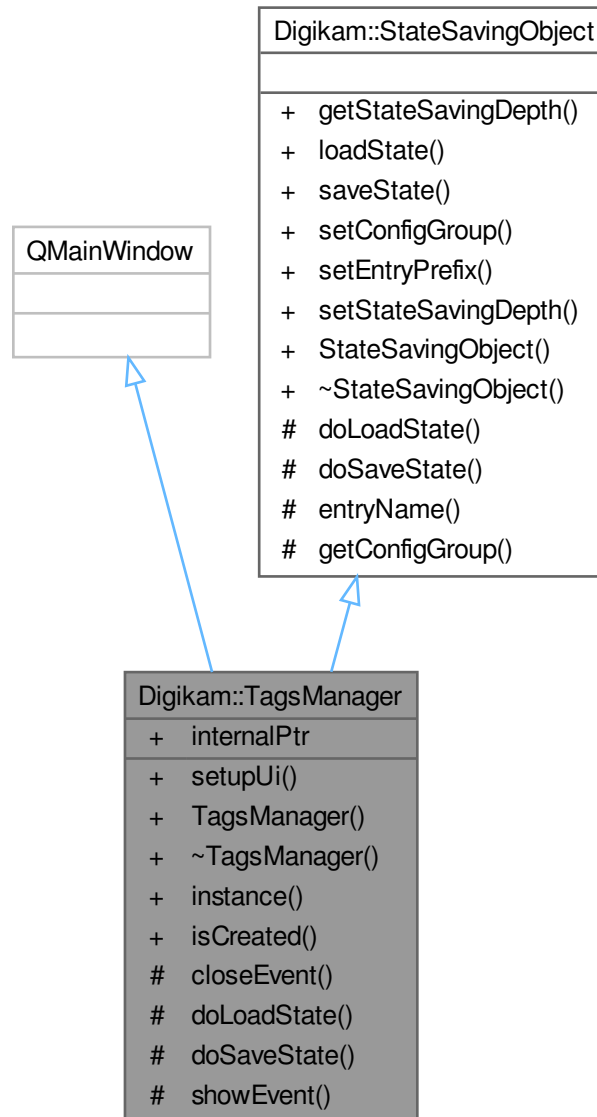 Digikam::StateSavingObject
+ getStateSavingDepth()
+ loadState()
+ saveState()
+ setConfigGroup()
+ setEntryPrefix()
+ setStateSavingDepth()
+ StateSavingObject()
+ ~StateSavingObject()
# doLoadState()
# doSaveState()
# entryName()
# getConfigGroup()
QMainWindow
Digikam::TagsManager
+ internalPtr
+ setupUi()
+ TagsManager()
+ ~TagsManager()
+ instance()
+ isCreated()
# closeEvent()
# doLoadState()
# doSaveState()
# showEvent()